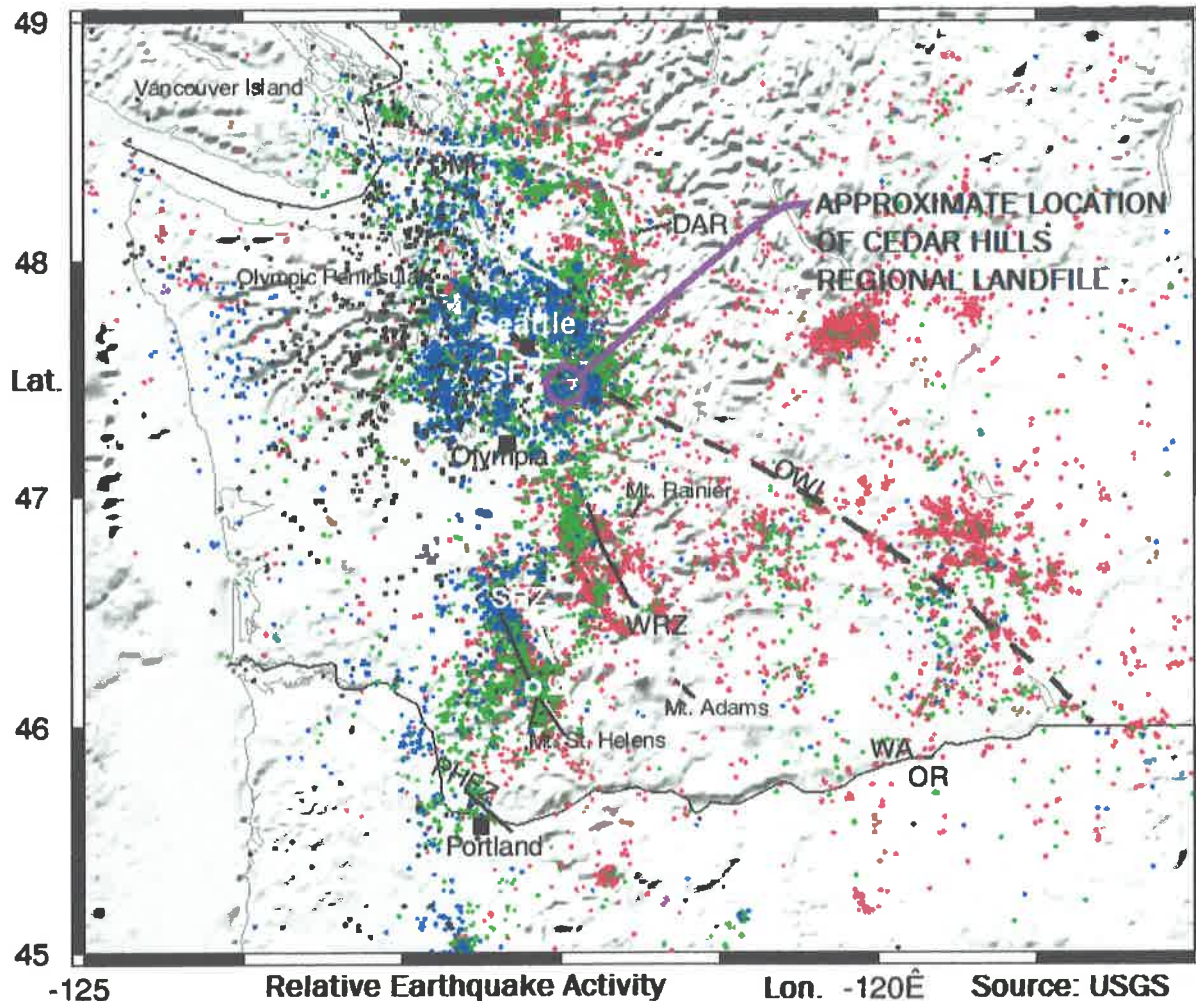 49
Vancouver Island
DMF
DAR
APPROXIMATE LOCATION
OF CEDAR HILLS
REGIONAL LANDFILL
48
Olympic Peninsula
Seattle
Lat.
SF
Olympia
47
OWL
Mt. Rainier
SHZ
WRZ
Mt. Adams
46
Mt. St. Helens
WA
OR
Portland
45
-125
Relative Earthquake Activity
Lon.
-120Ê
Source: USGS